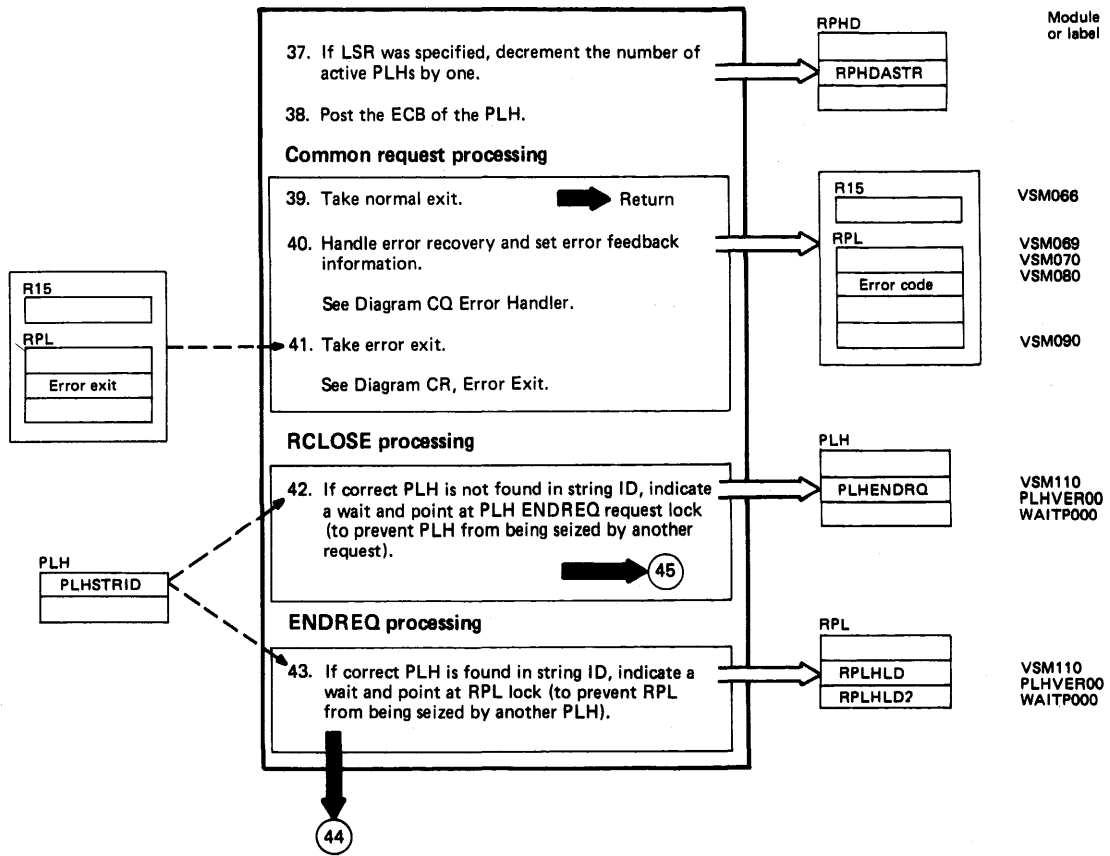 RPHD
Module
or label
37. If LSR was specified, decrement the number of
active PLHs by one.
RPHDASTR
38. Post the ECB of the PLH.
Common request processing
39. Take normal exit.
Return
R15
VSM066
40. Handle error recovery and set error feedback
information.
RPL
VSM069
VSM070
VSM080
Error code
See Diagram CQ Error Handler.
R15
RPL
Error exit
41. Take error exit.
VSM090
See Diagram CR, Error Exit.
RCLOSE processing
PLH
42. If correct PLH is not found in string ID, indicate
a wait and point at PLH ENDREQ request lock
(to prevent PLH from being seized by another
request).
PLHENDRQ
VSM110
PLHVER00
WAITP000
45
PLH
PLHSTRID
ENDREQ processing
RPL
43. If correct PLH is found in string ID, indicate a
wait and point at RPL lock (to prevent RPL
from being seized by another PLH).
RPLHLD
RPLHLD2
VSM110
PLHVER00
WAITP000
44